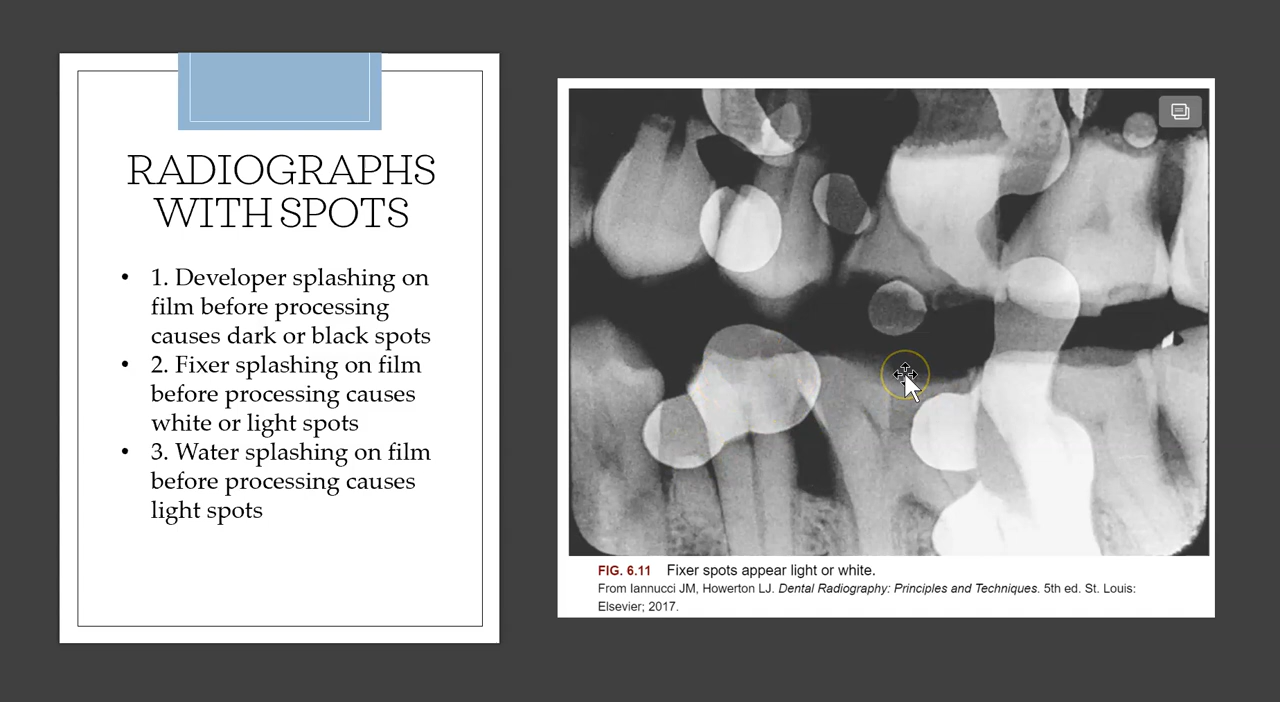 RADIOGRAPHS
WITH SPOTS
• 1. Developer splashing on
film before processing
causes dark or black spots
• 2. Fixer splashing on film
before processing causes
white or light spots
• 3. Water splashing on film
before processing causes
light spots
FIG. 6.11 Fixer spots appear light or white.
From Iannucci JM, Howerton LJ. Dental Radiography: Principles and Techniques. 5th ed. St. Louis:
Elsevier; 2017.